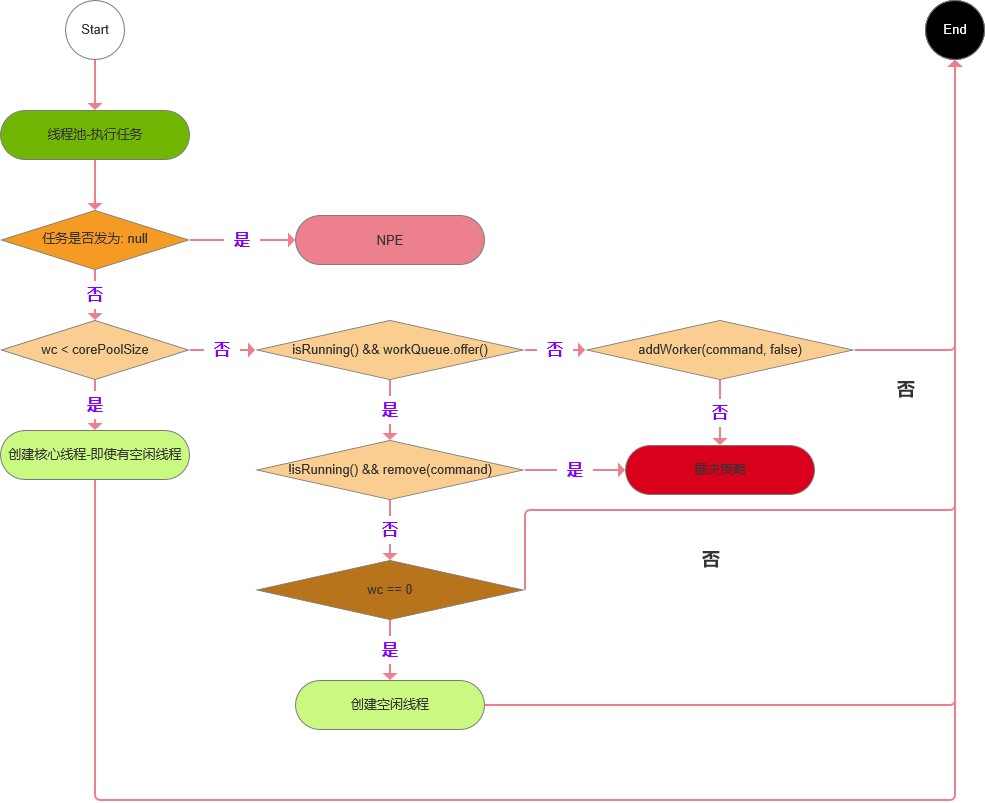 Start
End
线程池-执行任务
任务是否发为: null
是
NPE
否
wc < corePoolSize
否
isRunning() && workQueue.offer()
否
addWorker(command, false)
否
是
是
否
创建核心线程-即使有空闲线程
!isRunning() && remove(command)
是
据决策略
否
否
wc == 0
是
创建空闲线程